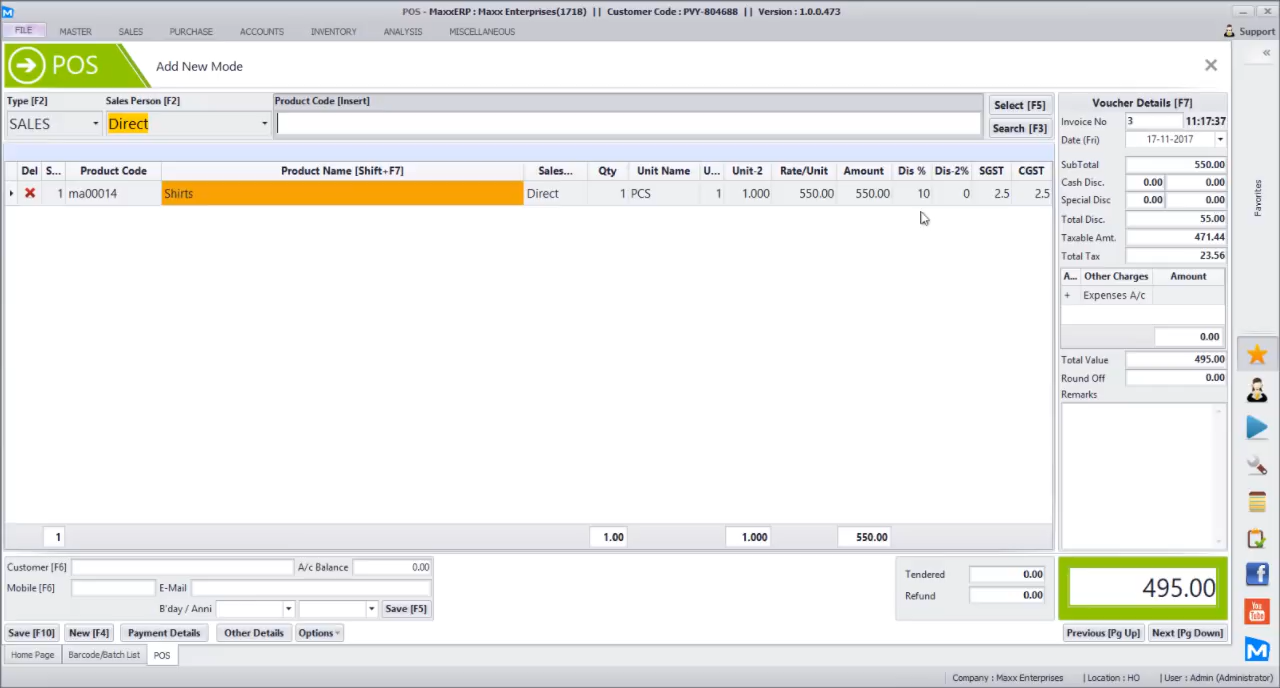 POS - MaxxERP : Maxx Enterprises(1718) || Customer Code : PVY-804688 || Version : 1.0.0.473
FILE MASTER SALES PURCHASE ACCOUNTS INVENTORY ANALYSIS MISCELLANEOUS Support
POS Add New Mode
Type [F2] Sales Person [F2] Product Code [Insert] Select [F5] Voucher Details [F7]
SALES Direct Search [F3]
Invoice No 3 11:17:37
Date (Fri) 17-11-2017
Del S... Product Code Product Name [Shift+F7] Sales... Qty Unit Name U... Unit-2 Rate/Unit Amount Dis % Dis-2% SGST CGST
1 ma00014 Shirts Direct 1 PCS 1 1.000 550.00 550.00 10 0 2.5 2.5
SubTotal 550.00
Cash Disc. 0.00 0.00
Special Disc 0.00 0.00
Total Disc. 55.00
Taxable Amt. 471.44
Total Tax 23.56
A... Other Charges Amount
+ Expenses A/c
0.00
Total Value 495.00
Round Off 0.00
Remarks
Favorites
1 1.00 1.000 550.00
Customer [F6] A/c Balance 0.00
Mobile [F6] E-Mail
B'day / Anni Save [F5]
Tendered 0.00
Refund 0.00
495.00
Save [F10] New [F4] Payment Details Other Details Options Previous [Pg Up] Next [Pg Down]
Home Page Barcode/Batch List POS
You
Tube
Company : Maxx Enterprises | Location : HO | User : Admin (Administrator)